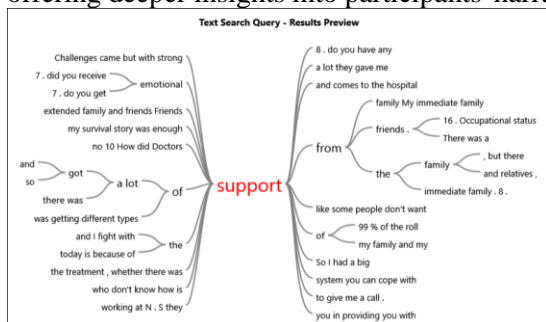 Text Search Query - Results Preview
Challenges came but with strong
7 . did you receive
7 . do you get
emotional
extended family and friends Friends
my survival story was enough
no 10 How did Doctors
and
so
got
there was
a lot
was getting different types
of
and I fight with
today is because of
the
the treatment , whether there was
who don't know how is
working at N . S they
support
8 . do you have any
a lot they gave me
and comes to the hospital
from
family My immediate family
friends .
16 . Occupational status
There was a
the
family
, but there
and relatives ,
immediate family . 8 .
like some people don't want
of
99 % of the roll
my family and my
So I had a big
system you can cope with
to give me a call .
you in providing you with